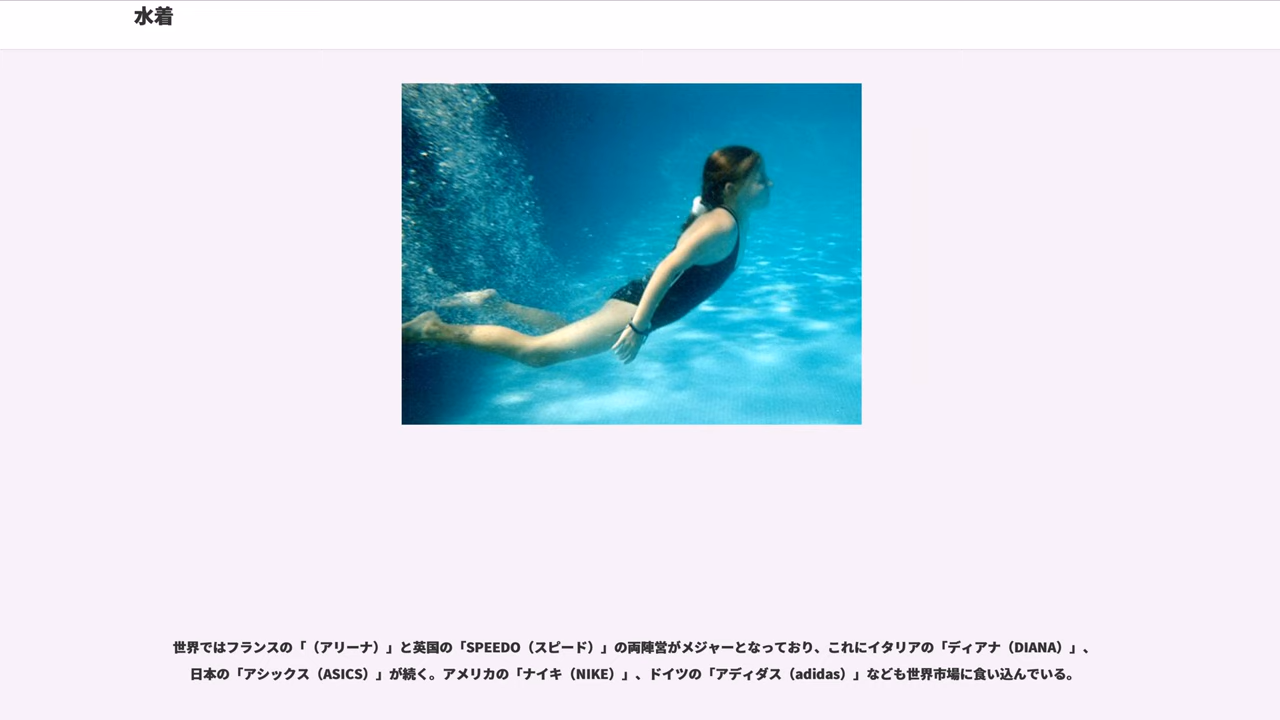 水着
世界ではフランスの「（アリーナ）」と英国の「SPEEDO（スピード）」の両陣営がメジャーとなっており、これにイタリアの「ディアナ（DIANA）」、
日本の「アシックス（ASICS）」が続く。アメリカの「ナイキ（NIKE）」、ドイツの「アディダス（adidas）」なども世界市場に食い込んでいる。